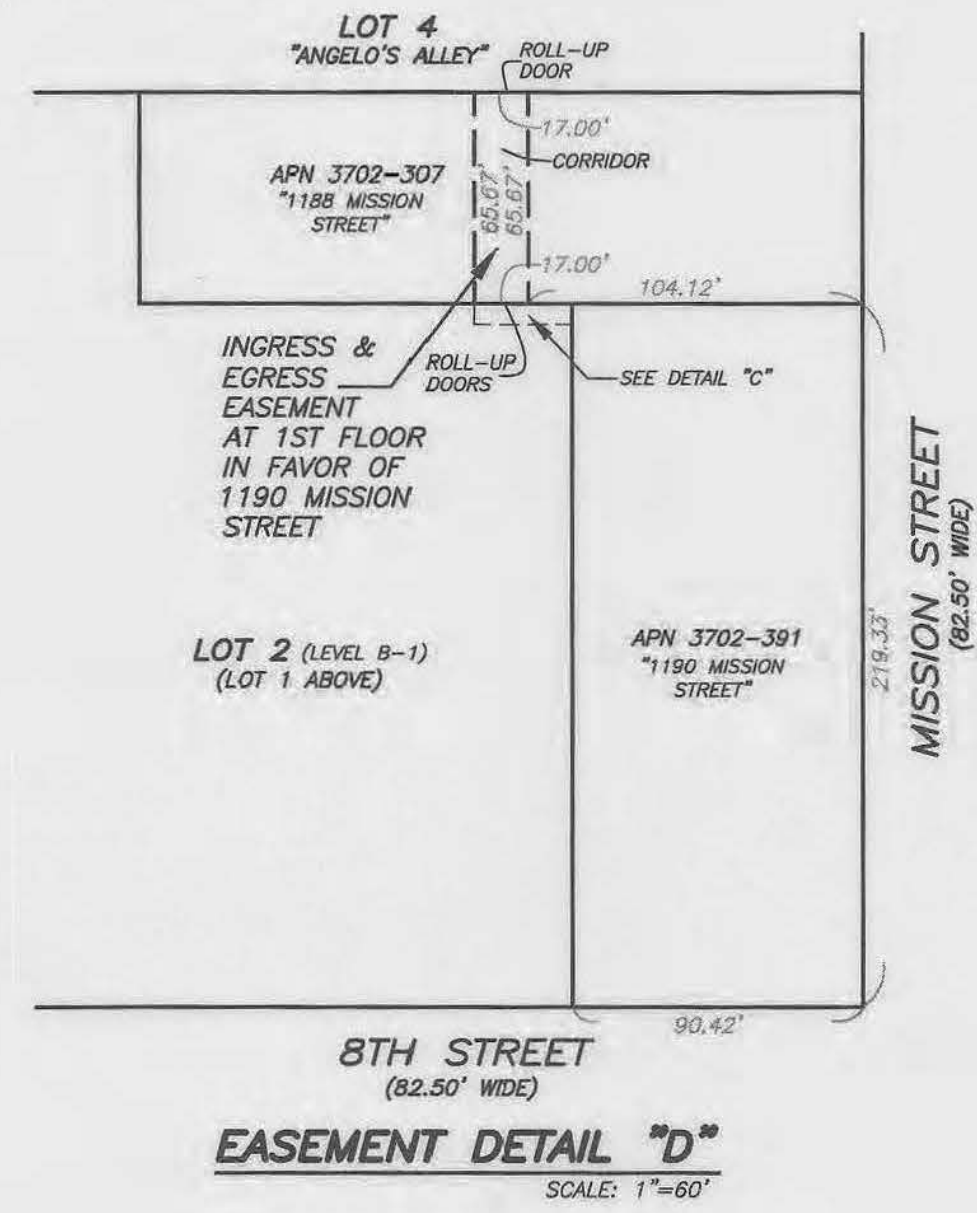 LOT 4
"ANGELO'S ALLEY"
ROLL-UP
DOOR
17.00'
CORRIDOR
APN 3702-307
"1188 MISSION
STREET"
65.67'
65.67'
17.00'
104.12'
INGRESS &
EGRESS
EASEMENT
AT 1ST FLOOR
IN FAVOR OF
1190 MISSION
STREET
ROLL-UP
DOORS
SEE DETAIL "C"
MISSION STREET
(82.50' WIDE)
219.33'
LOT 2 (LEVEL B-1)
(LOT 1 ABOVE)
APN 3702-391
"1190 MISSION
STREET"
90.42'
8TH STREET
(82.50' WIDE)
EASEMENT DETAIL "D"
SCALE: 1"=60'